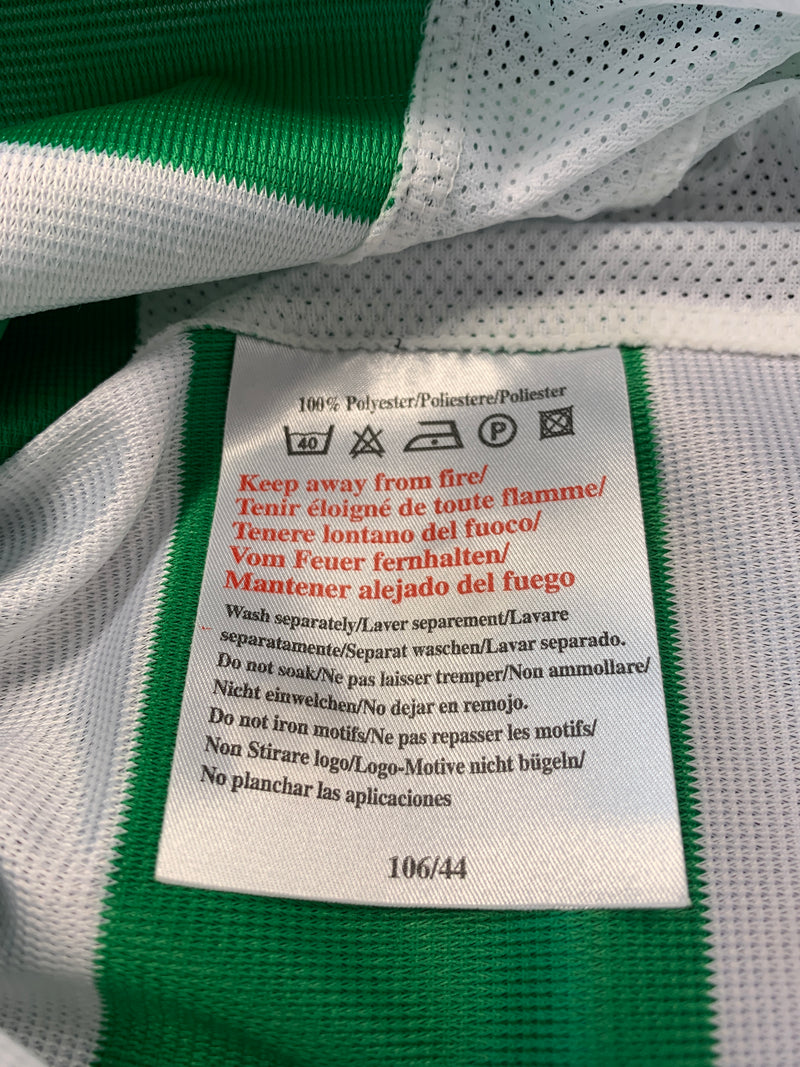 100% Polyester/Poliestere/Poliester
40 P
Keep away from fire/
Tenir éloigné de toute flamme/
Tenere lontano del fuoco/
Vom Feuer fernhalten/
Mantener alejado del fuego
Wash separately/Laver separement/Lavare
separatamente/Separat waschen/Lavar separado.
Do not soak/Ne pas laisser tremper/Non ammollare/
Nicht einweichen/No dejar en remojo.
Do not iron motifs/Ne pas repasser les motifs/
Non Stirare logo/Logo-Motive nicht bügeln/
No planchar las aplicaciones
106/44